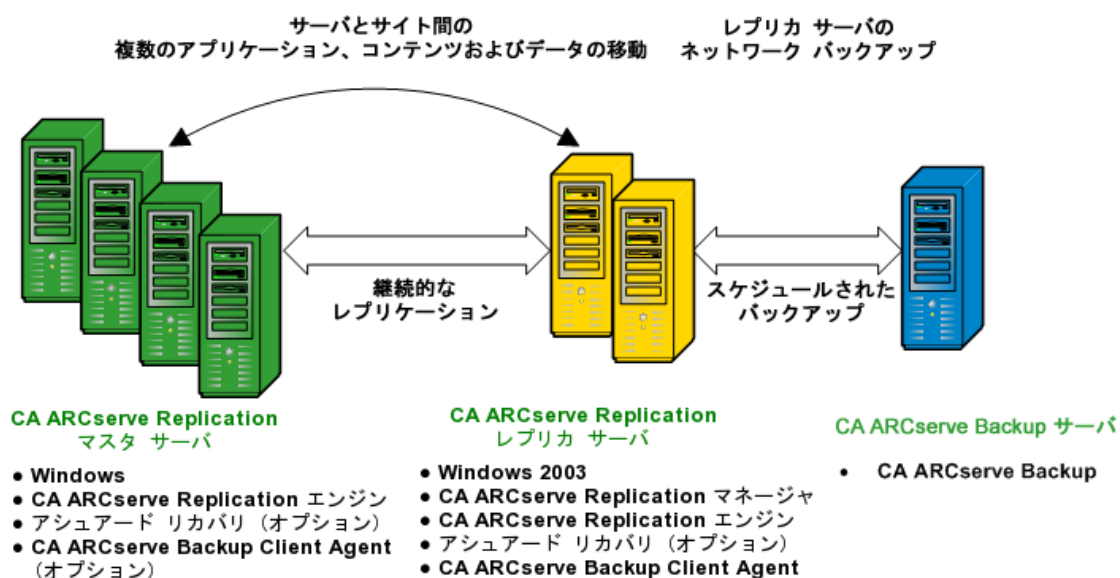 サーバとサイト間の
複数のアプリケーション、コンテンツおよびデータの移動
レプリカ サーバの
ネットワーク バックアップ
継続的な
レプリケーション
スケジュールされた
バックアップ
CA ARCserve Replication
マスタ サーバ
● Windows
● CA ARCserve Replication エンジン
● アシュアード リカバリ（オプション）
● CA ARCserve Backup Client Agent
（オプション）
CA ARCserve Replication
レプリカ サーバ
● Windows 2003
● CA ARCserve Replication マネージャ
● CA ARCserve Replication エンジン
● アシュアード リカバリ（オプション）
● CA ARCserve Backup Client Agent
CA ARCserve Backup サーバ
• CA ARCserve Backup